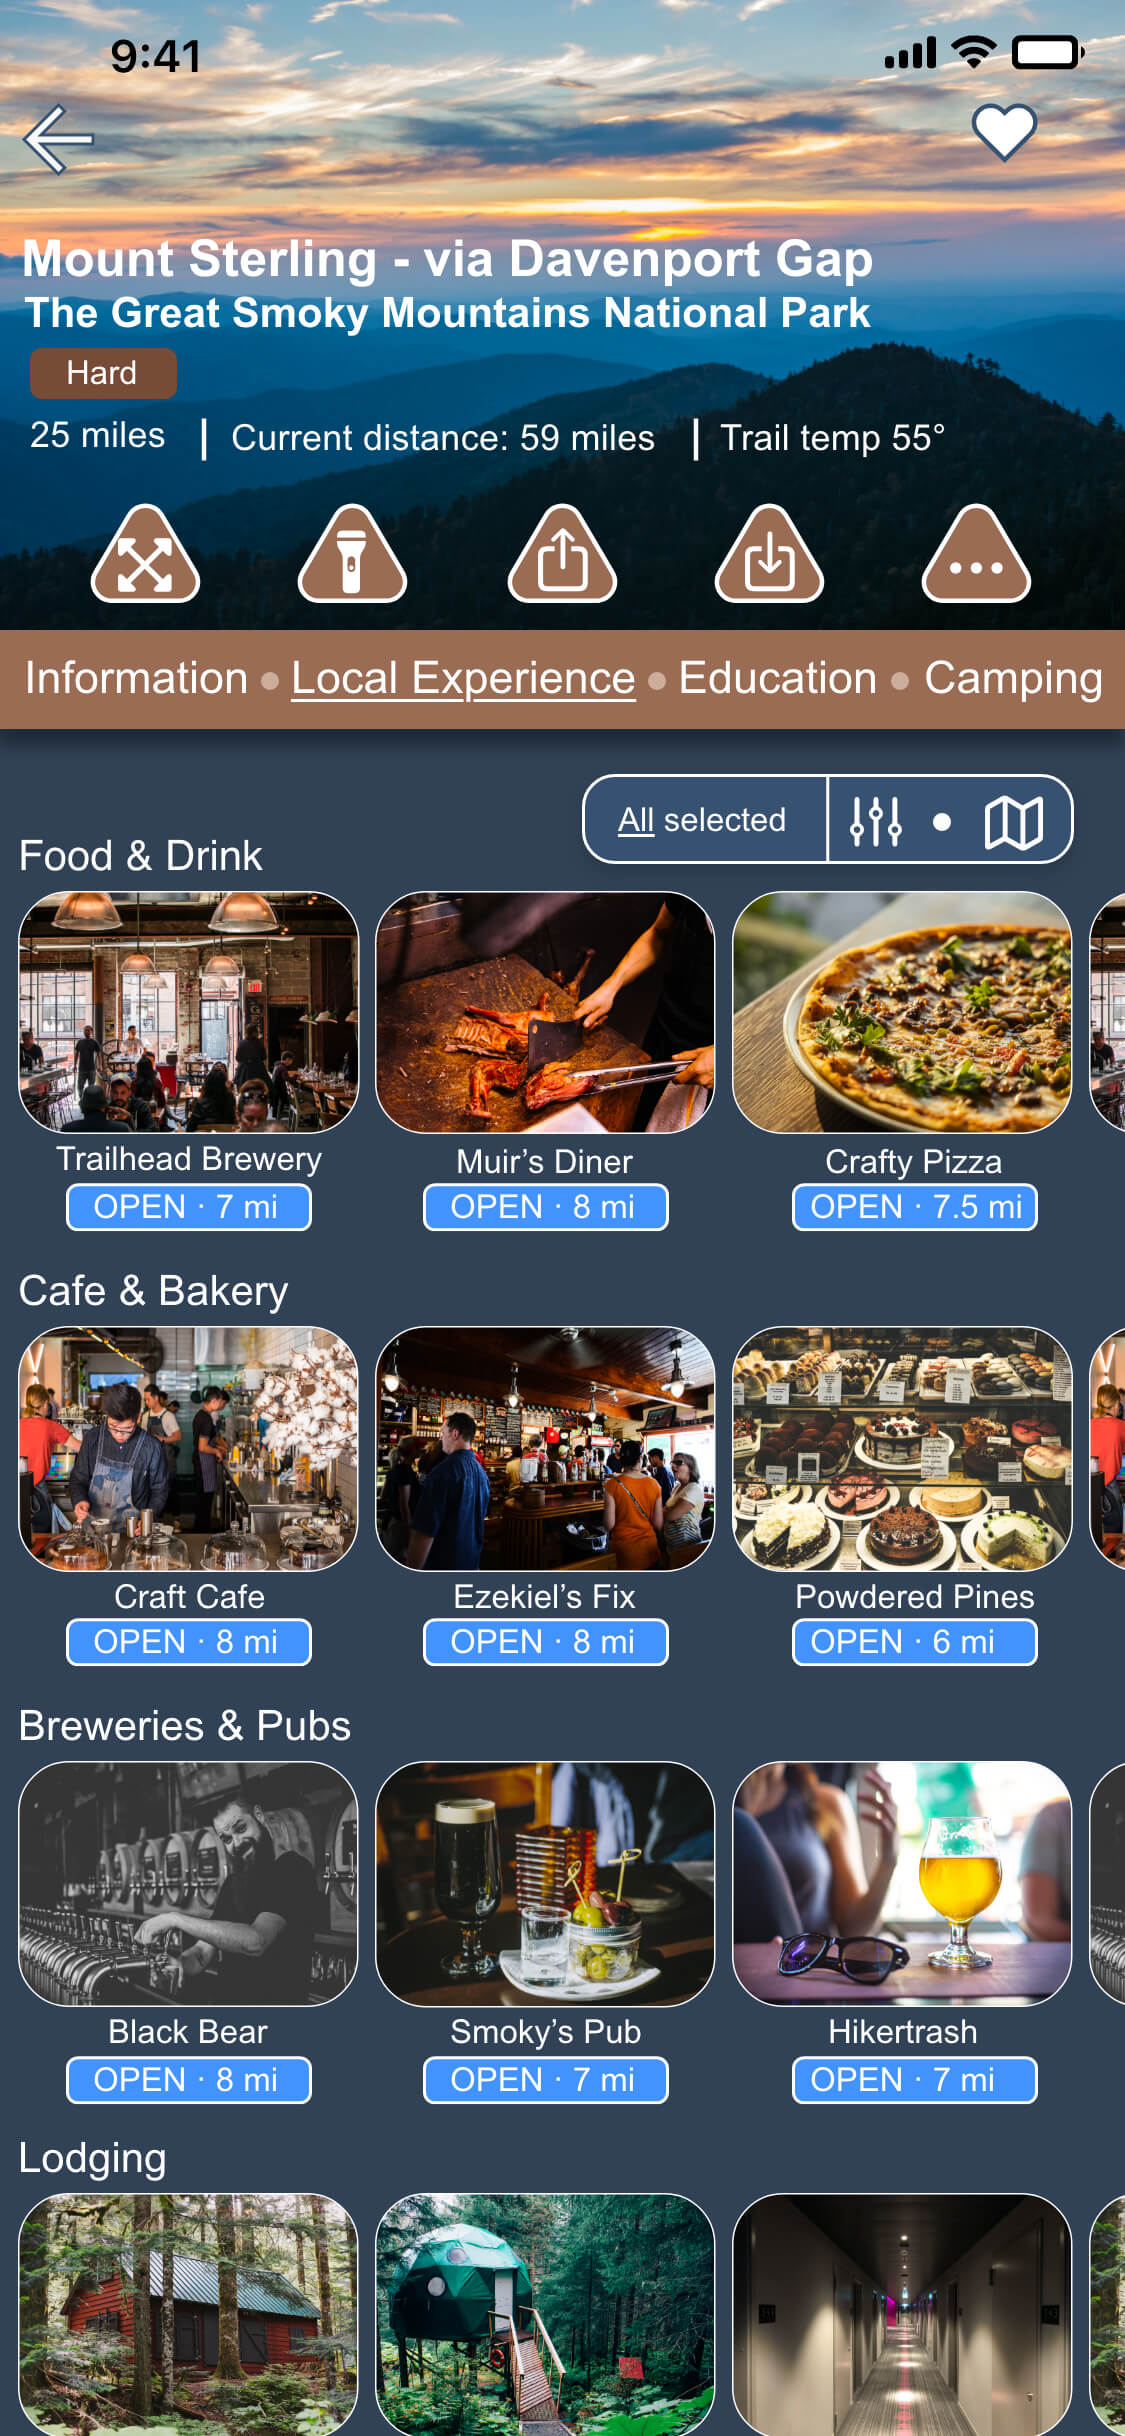 9:41
Mount Sterling - via Davenport Gap
The Great Smoky Mountains National Park
Hard
25 miles | Current distance: 59 miles | Trail temp 55°
Information • Local Experience • Education • Camping
All selected
Food & Drink
Trailhead Brewery Muir’s Diner Crafty Pizza
OPEN · 7 mi OPEN · 8 mi OPEN · 7.5 mi
Cafe & Bakery
Craft Cafe Ezekiel’s Fix Powdered Pines
OPEN · 8 mi OPEN · 8 mi OPEN · 6 mi
Breweries & Pubs
Black Bear Smoky’s Pub Hikertrash
OPEN · 8 mi OPEN · 7 mi OPEN · 7 mi
Lodging